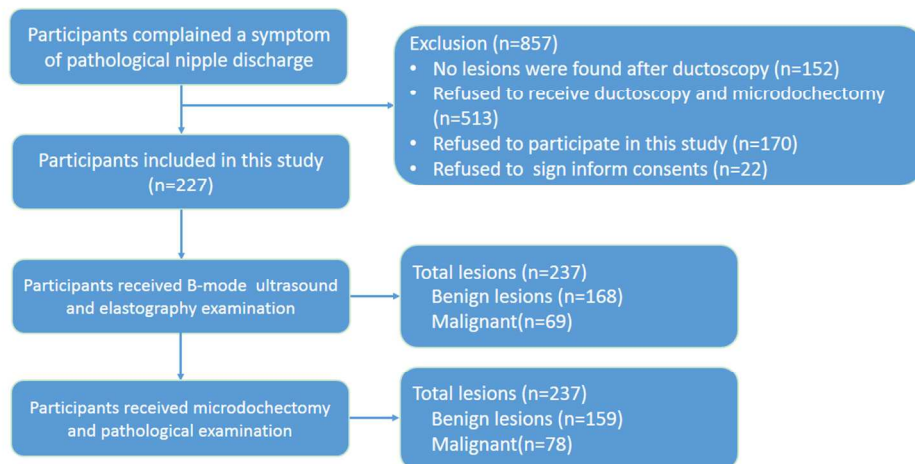 Participants complained a symptom
of pathological nipple discharge
Exclusion (n=857)
• No lesions were found after ductoscopy (n=152)
• Refused to receive ductoscopy and microdochectomy
(n=513)
• Refused to participate in this study (n=170)
• Refused to sign inform consents (n=22)
Participants included in this study
(n=227)
Participants received B-mode ultrasound
and elastography examination
Total lesions (n=237)
Benign lesions (n=168)
Malignant(n=69)
Participants received microdochectomy
and pathological examination
Total lesions (n=237)
Benign lesions (n=159)
Malignant(n=78)